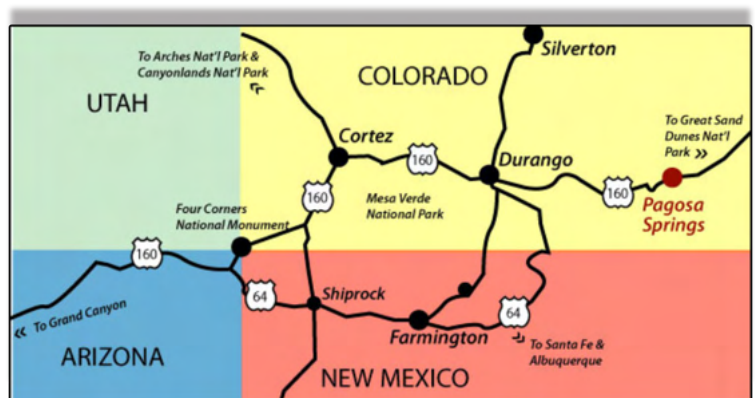 Silverton
To Arches Nat'l Park &
Canyonlands Nat'l Park
COLORADO
UTAH
To Great Sand
Dunes Nat'l
Park »
Cortez
160
Durango
160
160
Mesa Verde
National Park
160
Pagosa
Springs
Four Corners
National Monument
160
64
Shiprock
64
« To Grand Canyon
Farmington
To Santa Fe &
Albuquerque
ARIZONA
NEW MEXICO